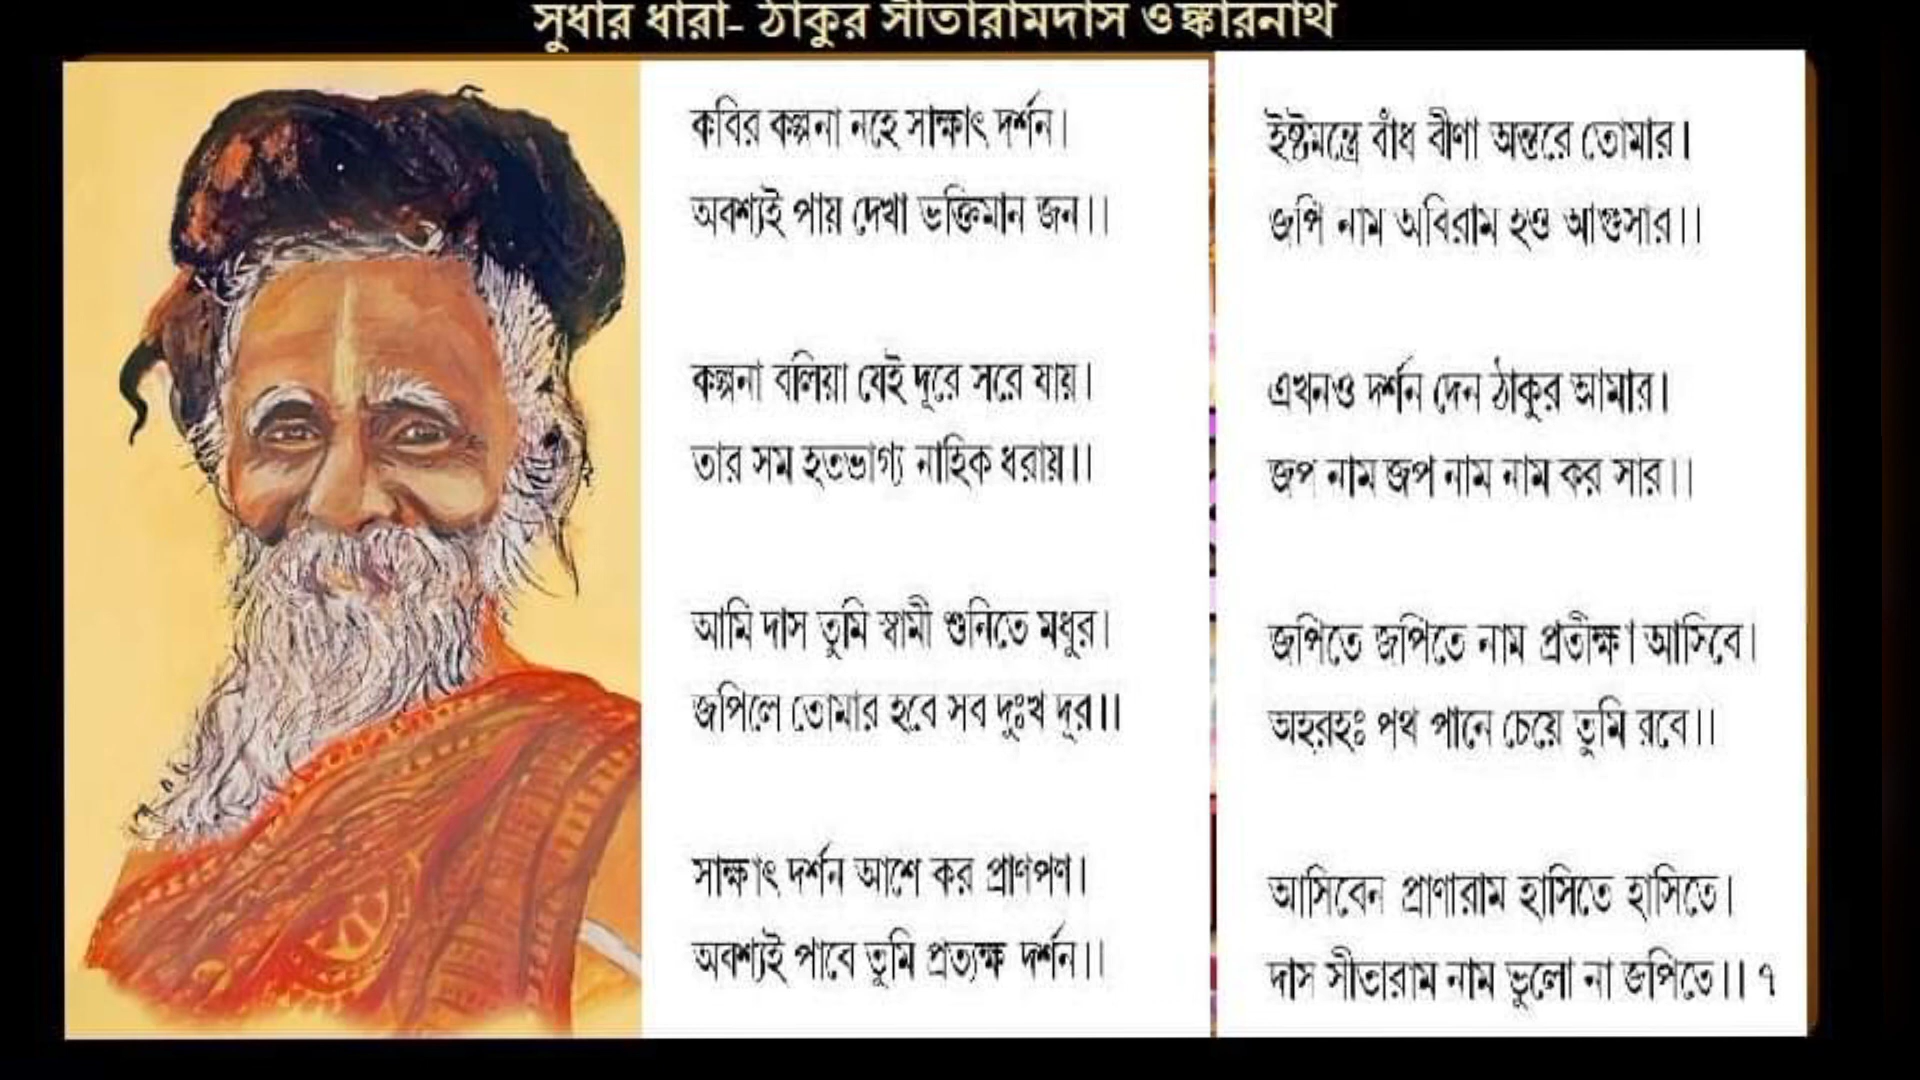 সুধার ধারা- ঠাকুর সীতারামদাস ওঙ্কারনাথ
কবির কল্পনা নহে সাক্ষাৎ দর্শন।
অবশ্যই পায় দেখা ভক্তিমান জন।।
কল্পনা বলিয়া যেই দূরে সরে যায়।
তার সম হতভাগ্য নাহিক ধরায়।।
আমি দাস তুমি স্বামী শুনিতে মধুর।
জপিলে তোমার হবে সব দুঃখ দূর।।
সাক্ষাৎ দর্শন আশে কর প্রাণপণ।
অবশ্যই পাবে তুমি প্রত্যক্ষ দর্শন।।
ইষ্টমন্ত্রে বাঁধ বীণা অন্তরে তোমার।
জপি নাম অবিরাম হও আগুসার।।
এখনও দর্শন দেন ঠাকুর আমার।
জপ নাম জপ নাম নাম কর সার।।
জপিতে জপিতে নাম প্রতীক্ষা আসিবে।
অহরহঃ পথ পানে চেয়ে তুমি রবে।।
আসিবেন প্রাণারাম হাসিতে হাসিতে।
দাস সীতারাম নাম ভুলো না জপিতে।। ৭